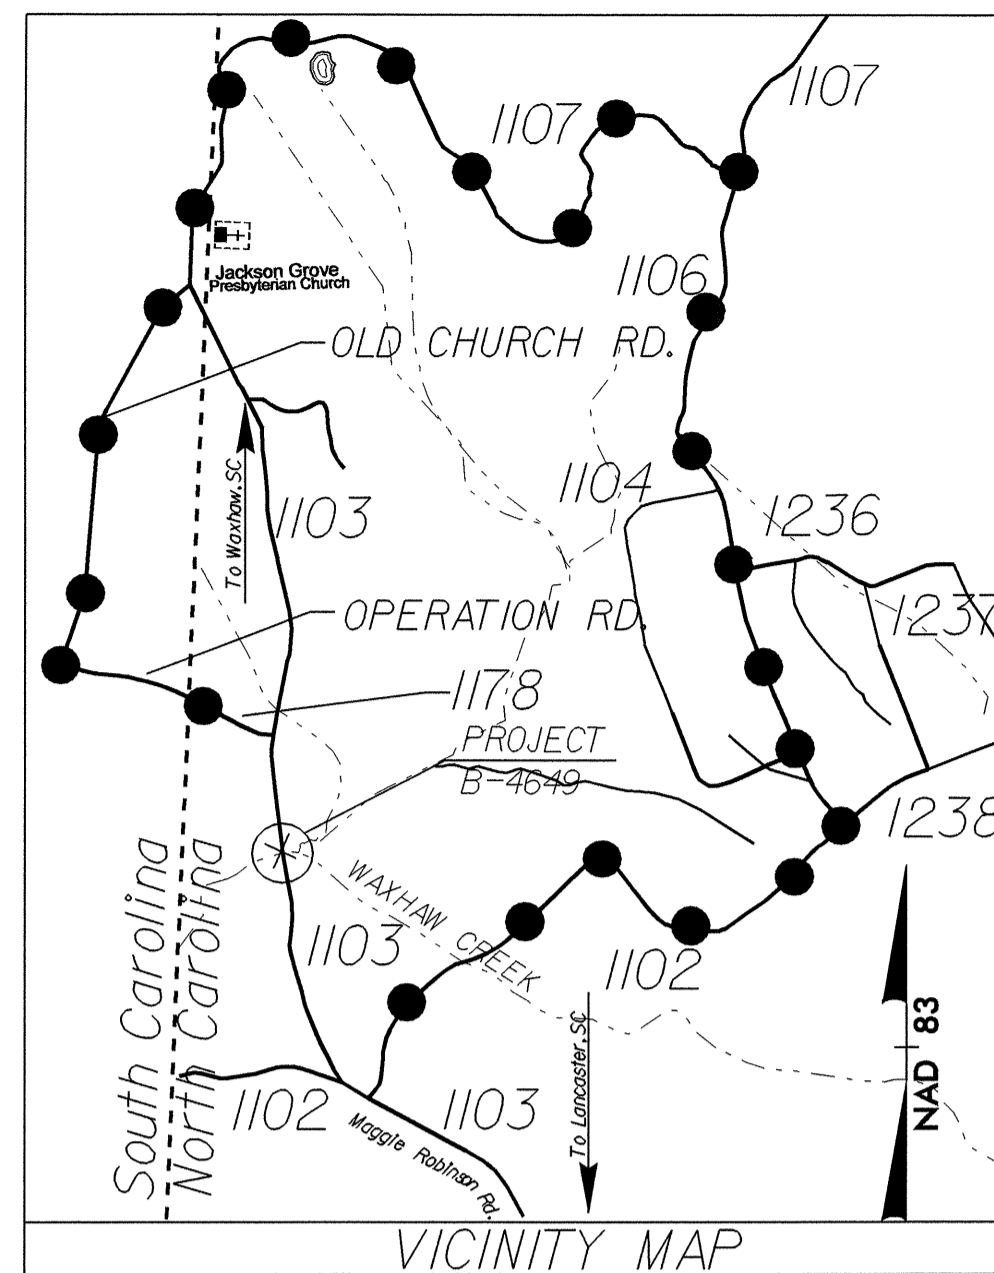 1107
1107
Jackson Grove
Presbyterian Church
1106
OLD CHURCH RD.
To Waxhaw, SC
1104
1103
1236
OPERATION RD.
1237
1178
PROJECT
B-4649
1238
South Carolina
North Carolina
WAXHAW CREEK
1103
1102
NAD 83
To Lancaster, SC
1102
1103
Maggie Robinson Rd.
VICINITY MAP